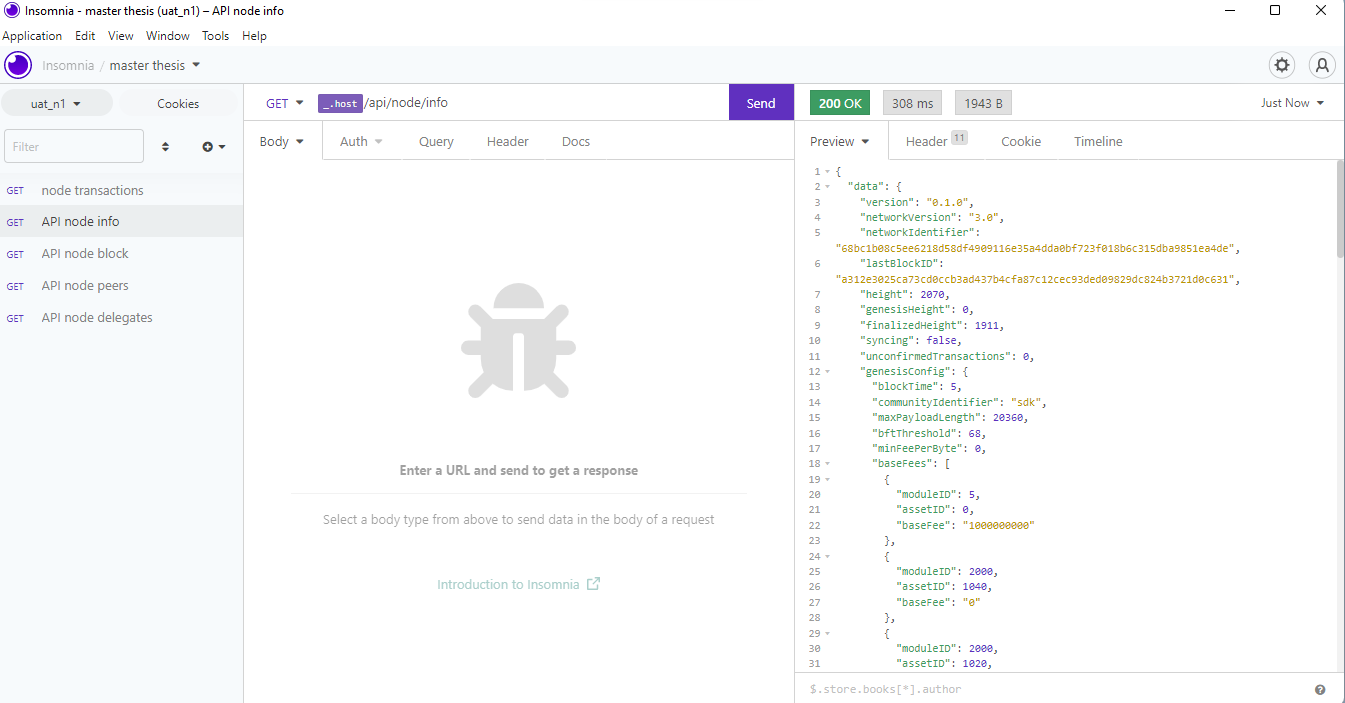 Insomnia - master thesis (uat_n1) – API node info
Application Edit View Window Tools Help
Insomnia / master thesis
uat_n1 Cookies
Filter
GET node transactions
GET API node info
GET API node block
GET API node peers
GET API node delegates
GET _.host /api/node/info Send
Body Auth Query Header Docs
Enter a URL and send to get a response
Select a body type from above to send data in the body of a request
Introduction to Insomnia
200 OK 308 ms 1943 B Just Now
Preview Header 11 Cookie Timeline
1 {
2 "data": {
3 "version": "0.1.0",
4 "networkVersion": "3.0",
5 "networkIdentifier":
"68bc1b08c5ee6218d58df4909116e35a4dda0bf723f018b6c315dba9851ea4de",
6 "lastBlockID":
"a312e3025ca73cd0ccb3ad437b4cfa87c12cec93ded09829dc824b3721d0c631",
7 "height": 2070,
8 "genesisHeight": 0,
9 "finalizedHeight": 1911,
10 "syncing": false,
11 "unconfirmedTransactions": 0,
12 "genesisConfig": {
13 "blockTime": 5,
14 "communityIdentifier": "sdk",
15 "maxPayloadLength": 20360,
16 "bftThreshold": 68,
17 "minFeePerByte": 0,
18 "baseFees": [
19 {
20 "moduleID": 5,
21 "assetID": 0,
22 "baseFee": "1000000000"
23 },
24 {
25 "moduleID": 2000,
26 "assetID": 1040,
27 "baseFee": "0"
28 },
29 {
30 "moduleID": 2000,
31 "assetID": 1020,
$.store.books[*].author